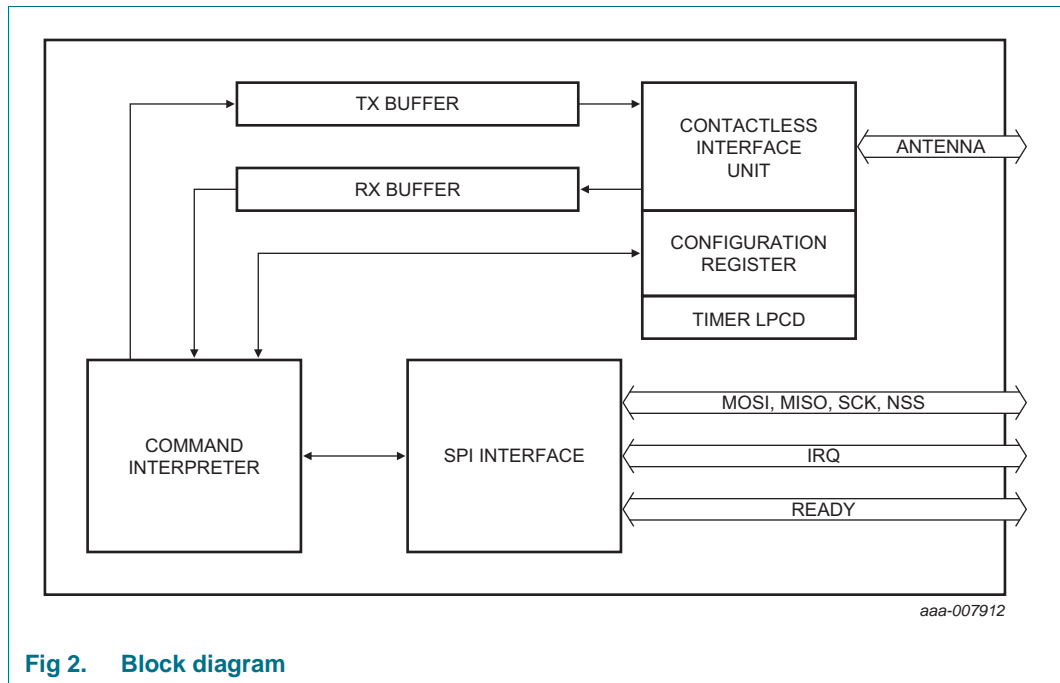 TX BUFFER
CONTACTLESS
INTERFACE
UNIT
ANTENNA
RX BUFFER
CONFIGURATION
REGISTER
TIMER LPCD
COMMAND
INTERPRETER
SPI INTERFACE
MOSI, MISO, SCK, NSS
IRQ
READY
aaa-007912
Fig 2. Block diagram